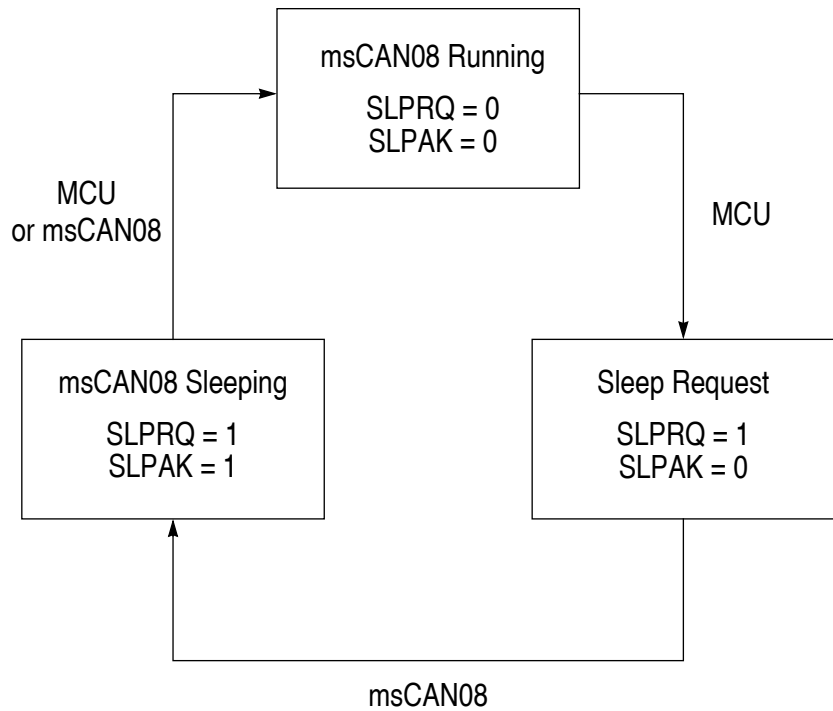 msCAN08 Running
SLPRQ = 0
SLPAK = 0
MCU
or msCAN08
MCU
msCAN08 Sleeping
SLPRQ = 1
SLPAK = 1
Sleep Request
SLPRQ = 1
SLPAK = 0
msCAN08